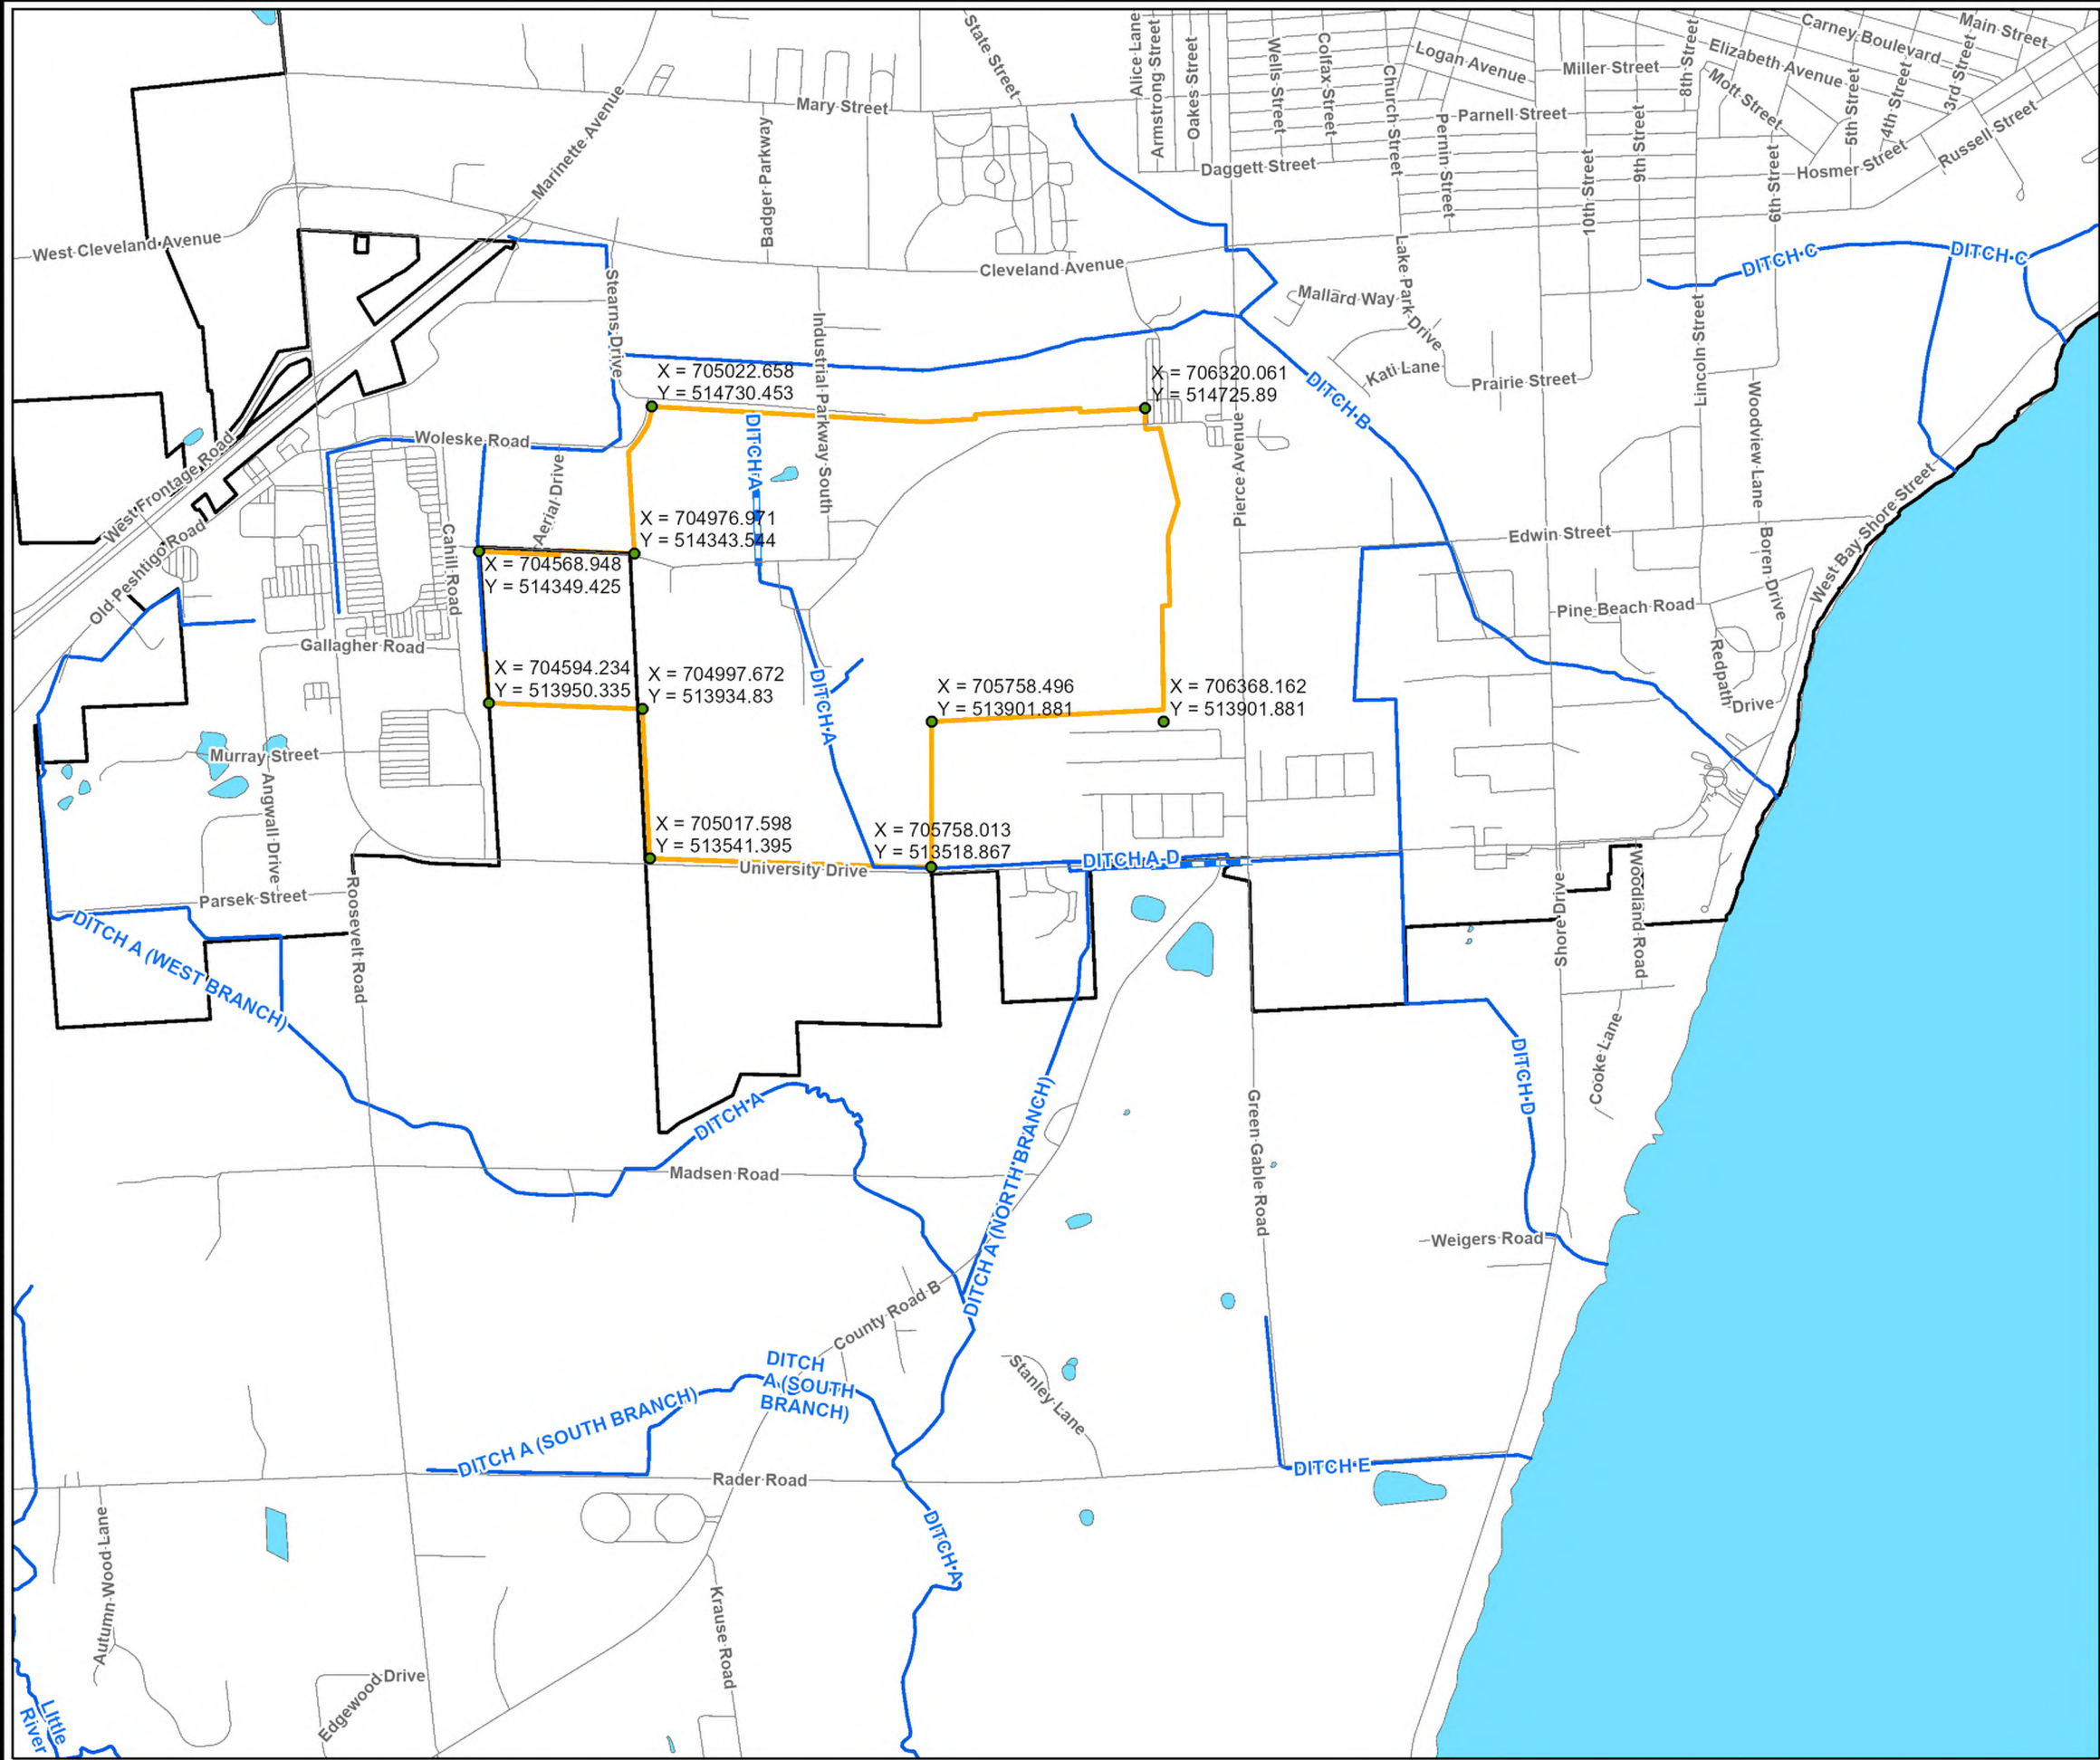 Main Street
Carney Boulevard
State Street
Alice Lane
Armstrong Street
Oakes Street
Wells Street
Colfax Street
Church Street
Logan Avenue
Miller Street
8th Street
Elizabeth Avenue
Mott Street
5th Street
4th Street
3rd Street
Mary Street
Marinette Avenue
Badger Parkway
Parnell Street
Pernin Street
10th Street
9th Street
6th Street
Hosmer Street
Russell Street
Daggett Street
West Cleveland Avenue
Cleveland Avenue
Stearns Drive
Industrial Parkway South
Mallard Way
Lake Park Drive
Kati Lane
Prairie Street
Lincoln Street
Woodview Lane
DITCH C
DITCH C
DITCH B
X = 705022.658
Y = 514730.453
X = 706320.061
Y = 514725.89
Woleske Road
West Frontage Road
Old Peshtigo Road
Aerial Drive
Cahill Road
DITCH A
Pierce Avenue
Edwin Street
Boren Drive
West Bay Shore Street
X = 704976.971
Y = 514343.544
X = 704568.948
Y = 514349.425
Pine Beach Road
Gallagher Road
Redpath Drive
X = 704594.234
Y = 513950.335
X = 704997.672
Y = 513934.83
DITCH A
X = 705758.496
Y = 513901.881
X = 706368.162
Y = 513901.881
Murray Street
Angwall Drive
X = 705017.598
Y = 513541.395
X = 705758.013
Y = 513518.867
University Drive
DITCH A-D
Parsek Street
Roosevelt Road
DITCH A (WEST BRANCH)
Shore Drive
Woodland Road
Cooke Lane
DITCH D
DITCH A
Madsen Road
DITCH A (NORTH BRANCH)
Green Gable Road
Weigers Road
County Road B
Stanley Lane
DITCH
A (SOUTH
BRANCH)
DITCH A (SOUTH BRANCH)
Rader Road
DITCH E
DITCH A
Autumn Wood Lane
Krause Road
Edgewood Drive
Little
River